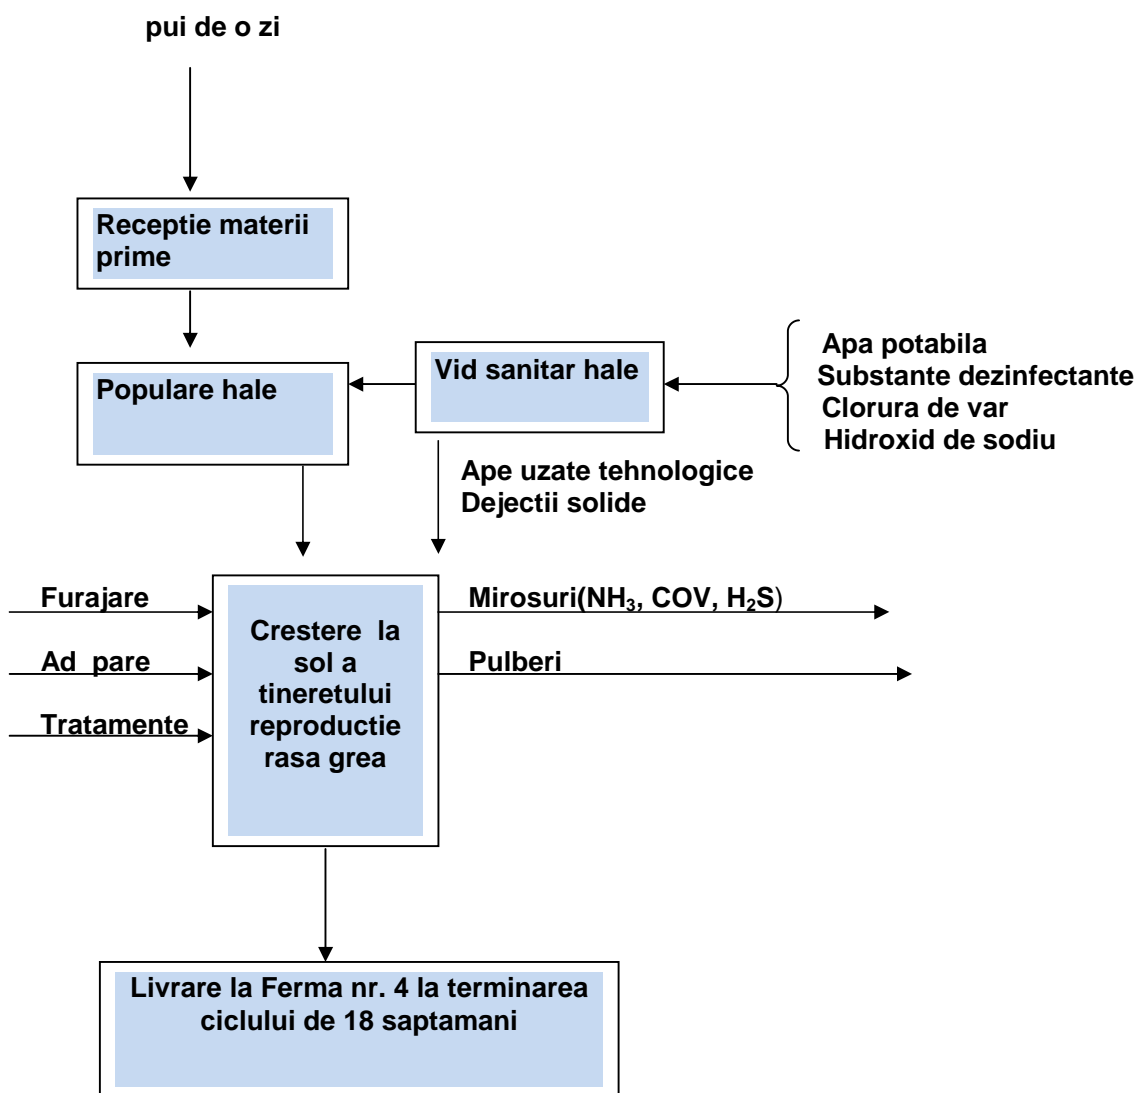 pui de o zi
Receptie materii
prime
Populare hale
Vid sanitar hale
Apa potabila
Substante dezinfectante
Clorura de var
Hidroxid de sodiu
Ape uzate tehnologice
Dejectii solide
Furajare
Ad pare
Tratamente
Crestere la
sol a
tineretului
reproductie
rasa grea
Mirosuri(NH₃, COV, H₂S)
Pulberi
Livrare la Ferma nr. 4 la terminarea
ciclului de 18 saptamani